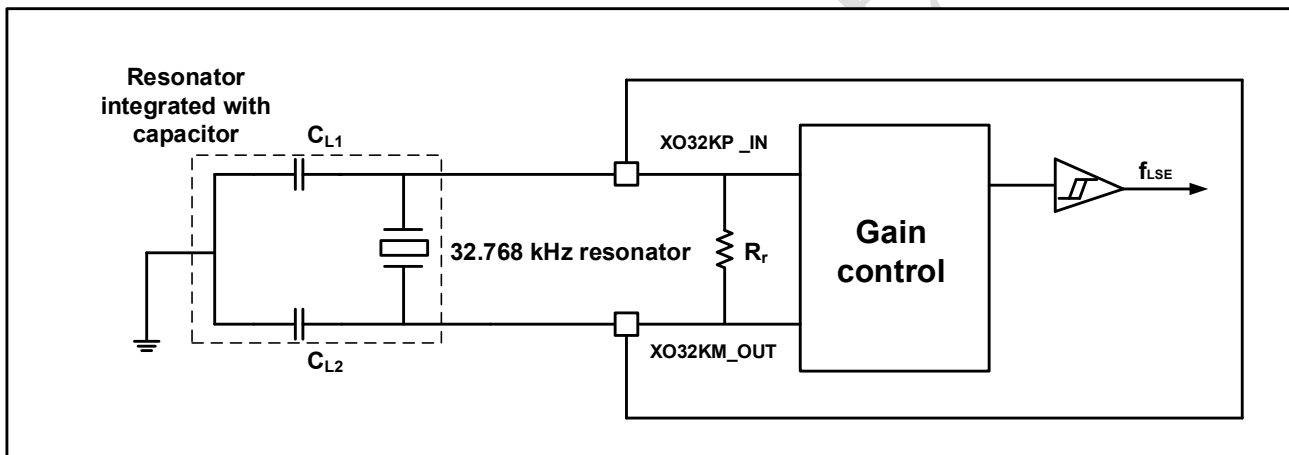 Resonator
integrated with
capacitor
CL1
XO32KP _IN
fLSE
32.768 kHz resonator
Rr
Gain
control
XO32KM_OUT
CL2